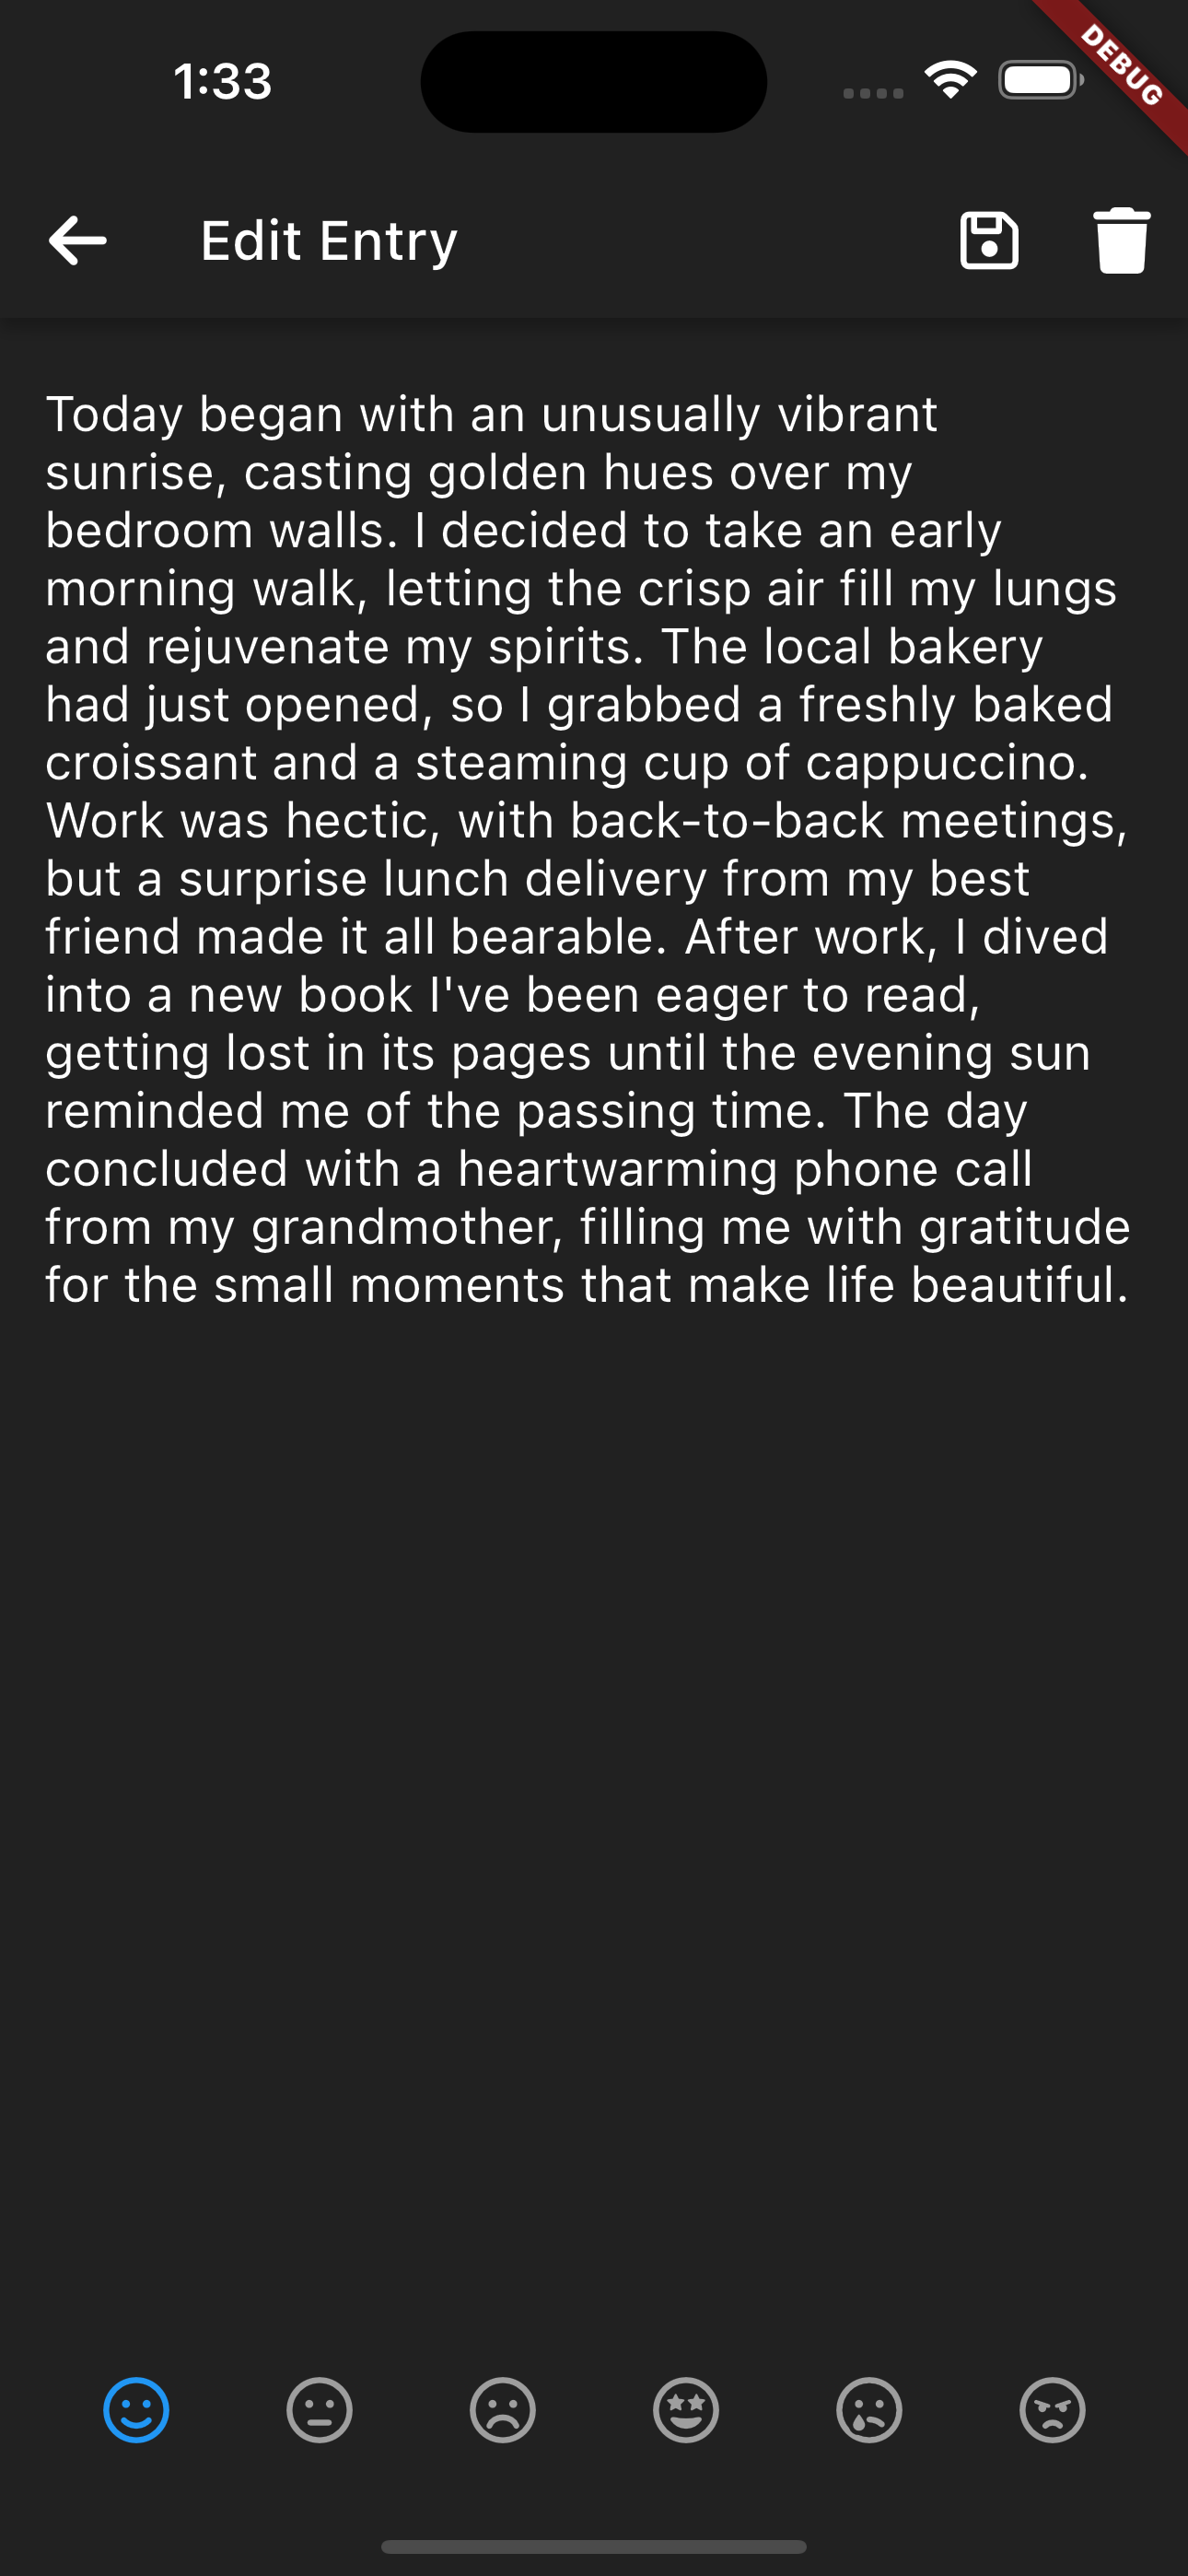 1:33
DEBUG
Edit Entry
Today began with an unusually vibrant
sunrise, casting golden hues over my
bedroom walls. I decided to take an early
morning walk, letting the crisp air fill my lungs
and rejuvenate my spirits. The local bakery
had just opened, so I grabbed a freshly baked
croissant and a steaming cup of cappuccino.
Work was hectic, with back-to-back meetings,
but a surprise lunch delivery from my best
friend made it all bearable. After work, I dived
into a new book I've been eager to read,
getting lost in its pages until the evening sun
reminded me of the passing time. The day
concluded with a heartwarming phone call
from my grandmother, filling me with gratitude
for the small moments that make life beautiful.